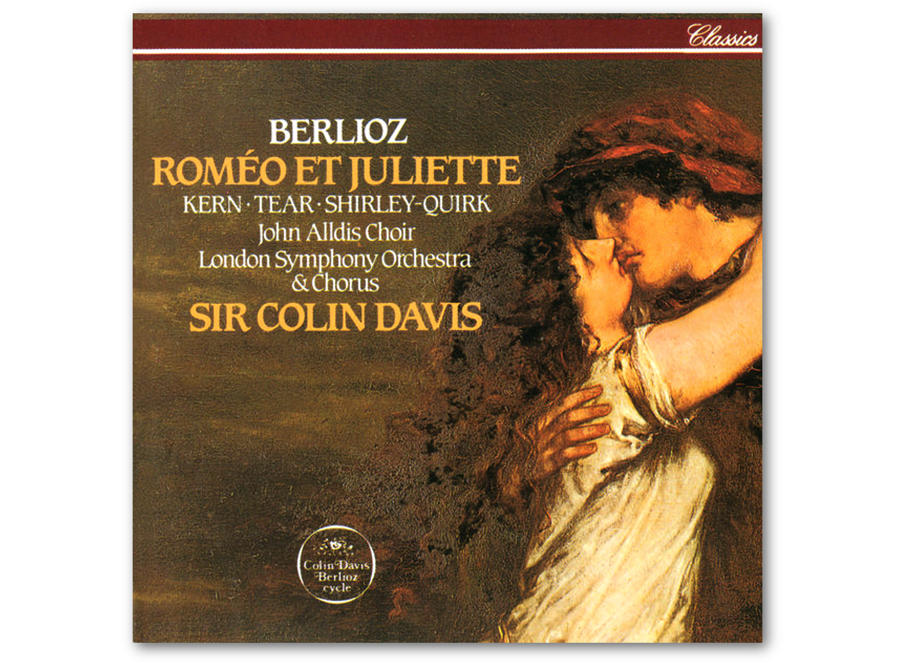 Classics
BERLIOZ
ROMÉO ET JULIETTE
KERN · TEAR · SHIRLEY-QUIRK
John Alldis Choir
London Symphony Orchestra
& Chorus
SIR COLIN DAVIS
Colin Davis
Berlioz
cycle